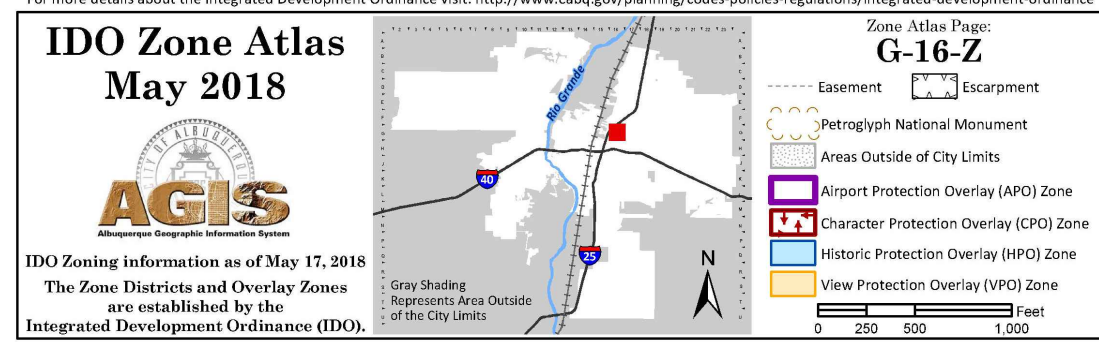 For more details about the Integrated Development Ordinance visit: http://www.cabq.gov/planning/codes-policies-regulations/integrated-development-ordinance
IDO Zone Atlas
May 2018
CITY OF ALBUQUERQUE
AGIS
Albuquerque Geographic Information System
IDO Zoning information as of May 17, 2018
The Zone Districts and Overlay Zones
are established by the
Integrated Development Ordinance (IDO).
Rio Grande
40
25
N
Gray Shading
Represents Area Outside
of the City Limits
Zone Atlas Page:
G-16-Z
Easement
Escarpment
Petroglyph National Monument
Areas Outside of City Limits
Airport Protection Overlay (APO) Zone
Character Protection Overlay (CPO) Zone
Historic Protection Overlay (HPO) Zone
View Protection Overlay (VPO) Zone
Feet
0 250 500 1,000